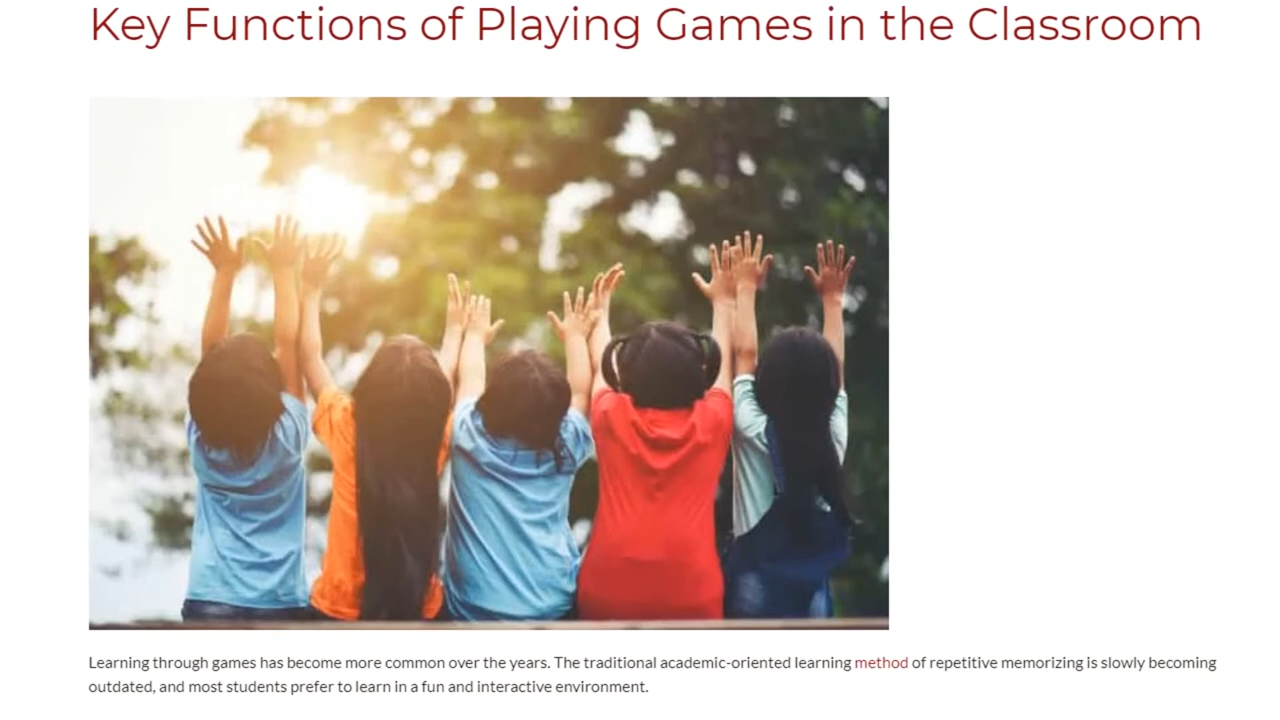 Key Functions of Playing Games in the Classroom
Learning through games has become more common over the years. The traditional academic-oriented learning method of repetitive memorizing is slowly becoming
outdated, and most students prefer to learn in a fun and interactive environment.